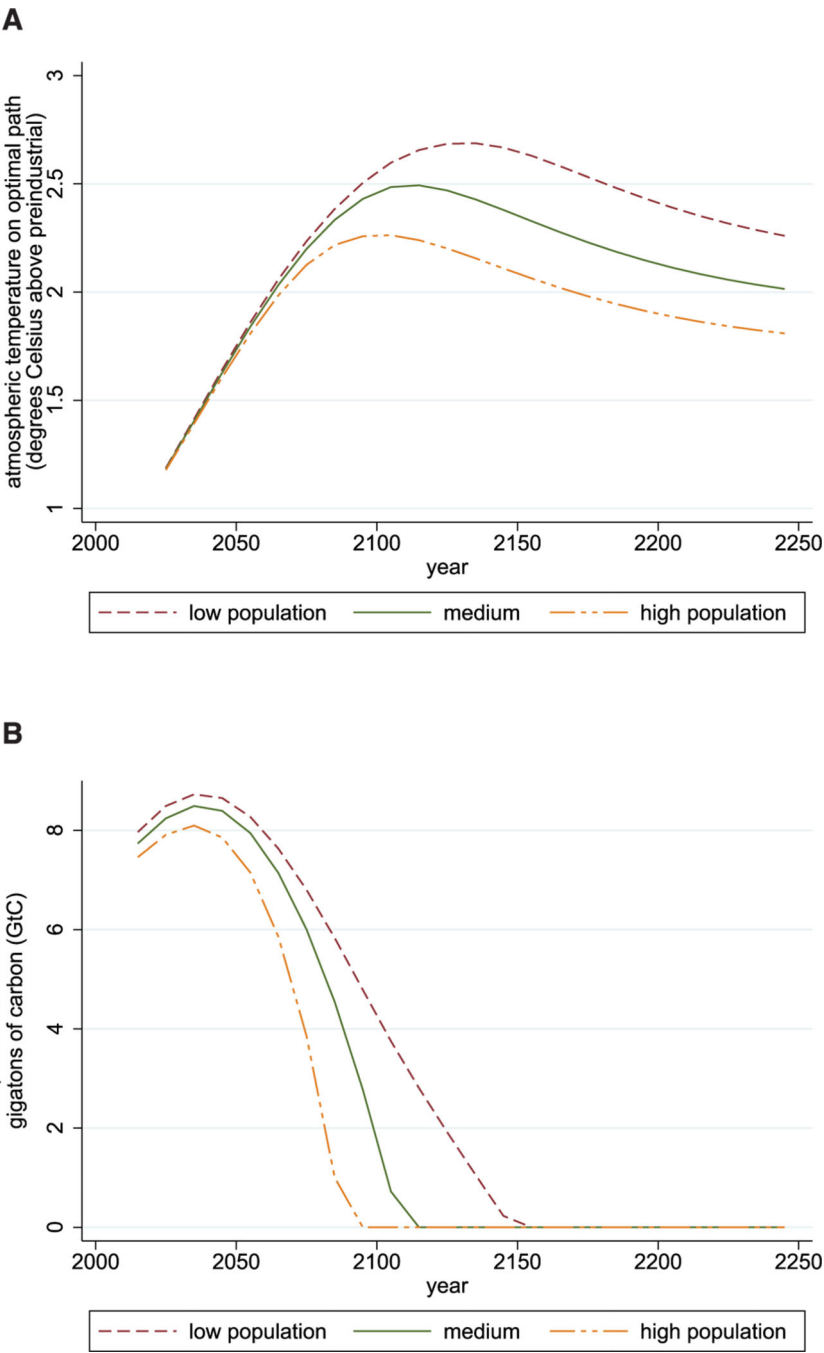 A
atmospheric temperature on optimal path
(degrees Celsius above preindustrial)
3
2.5
2
1.5
1
2000 2050 2100 2150 2200 2250
year
low population medium high population
B
gigatons of carbon (GtC)
8
6
4
2
0
2000 2050 2100 2150 2200 2250
year
low population medium high population